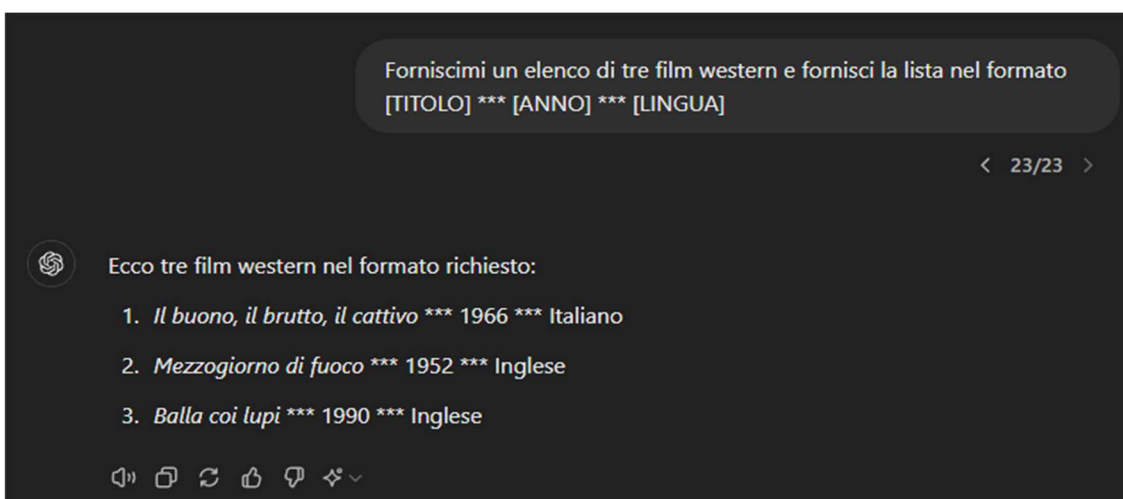 Forniscimi un elenco di tre film western e fornisci la lista nel formato
[TITOLO] *** [ANNO] *** [LINGUA]
< 23/23 >
Ecco tre film western nel formato richiesto:
1. Il buono, il brutto, il cattivo *** 1966 *** Italiano
2. Mezzogiorno di fuoco *** 1952 *** Inglese
3. Balla coi lupi *** 1990 *** Inglese